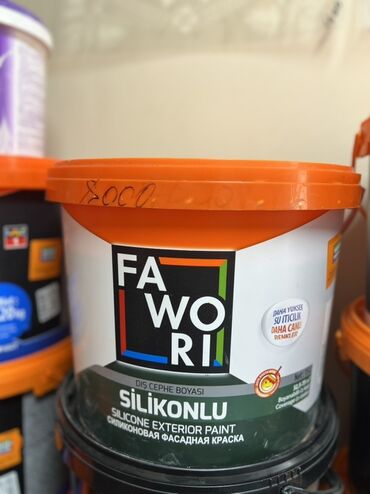 8000
FA
WO
RI
DAHA YÜKSEK
SU İTİCİLİK
DAHA CANLI
RENKLER!
DIŞ CEPHE BOYASI
SİLİKONLU
SILICONE EXTERIOR PAINT
СИЛИКОНОВАЯ ФАСАДНАЯ КРАСКА